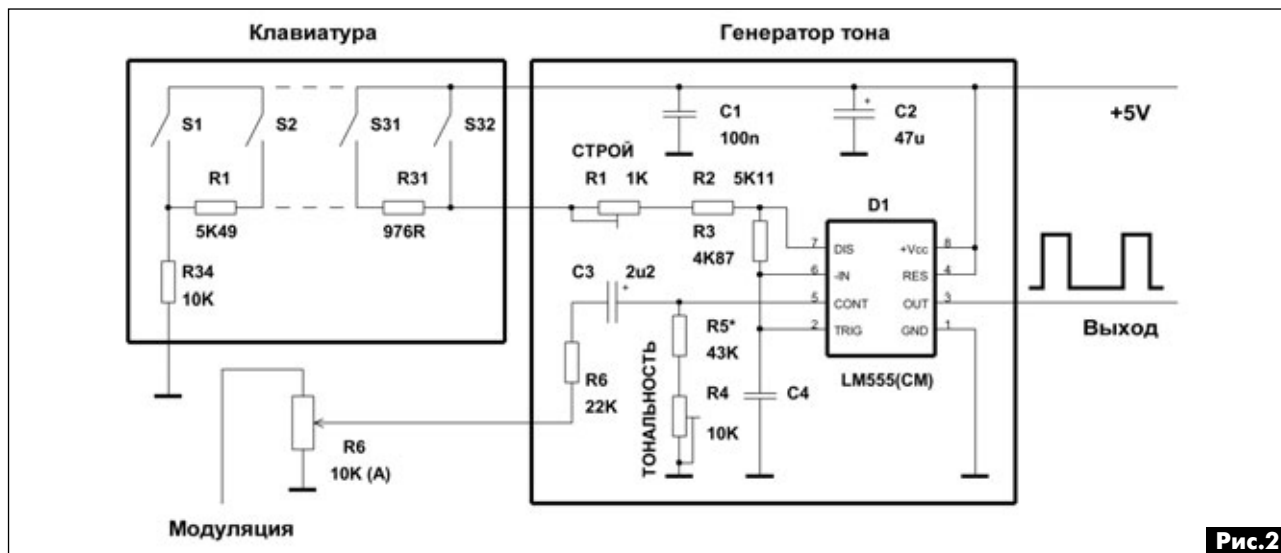 Клавиатура
Генератор тона
S1
S2
S31
S32
R1
5K49
R31
976R
R34
10K
C1
100n
C2
47u
+
+5V
СТРОЙ
R1 1K
R2 5K11
R3
4K87
D1
7 DIS
6 -IN
5 CONT
2 TRIG
+Vcc 8
RES 4
OUT 3
GND 1
LM555(CM)
C3 2u2
+
R6
22K
R5*
43K
R4
10K
ТОНАЛЬНОСТЬ
C4
Выход
R6
10K (A)
Модуляция
Рис.2